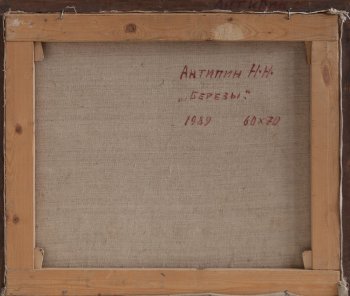 Антипин Н.Н.
„Березы."
1989 60×70